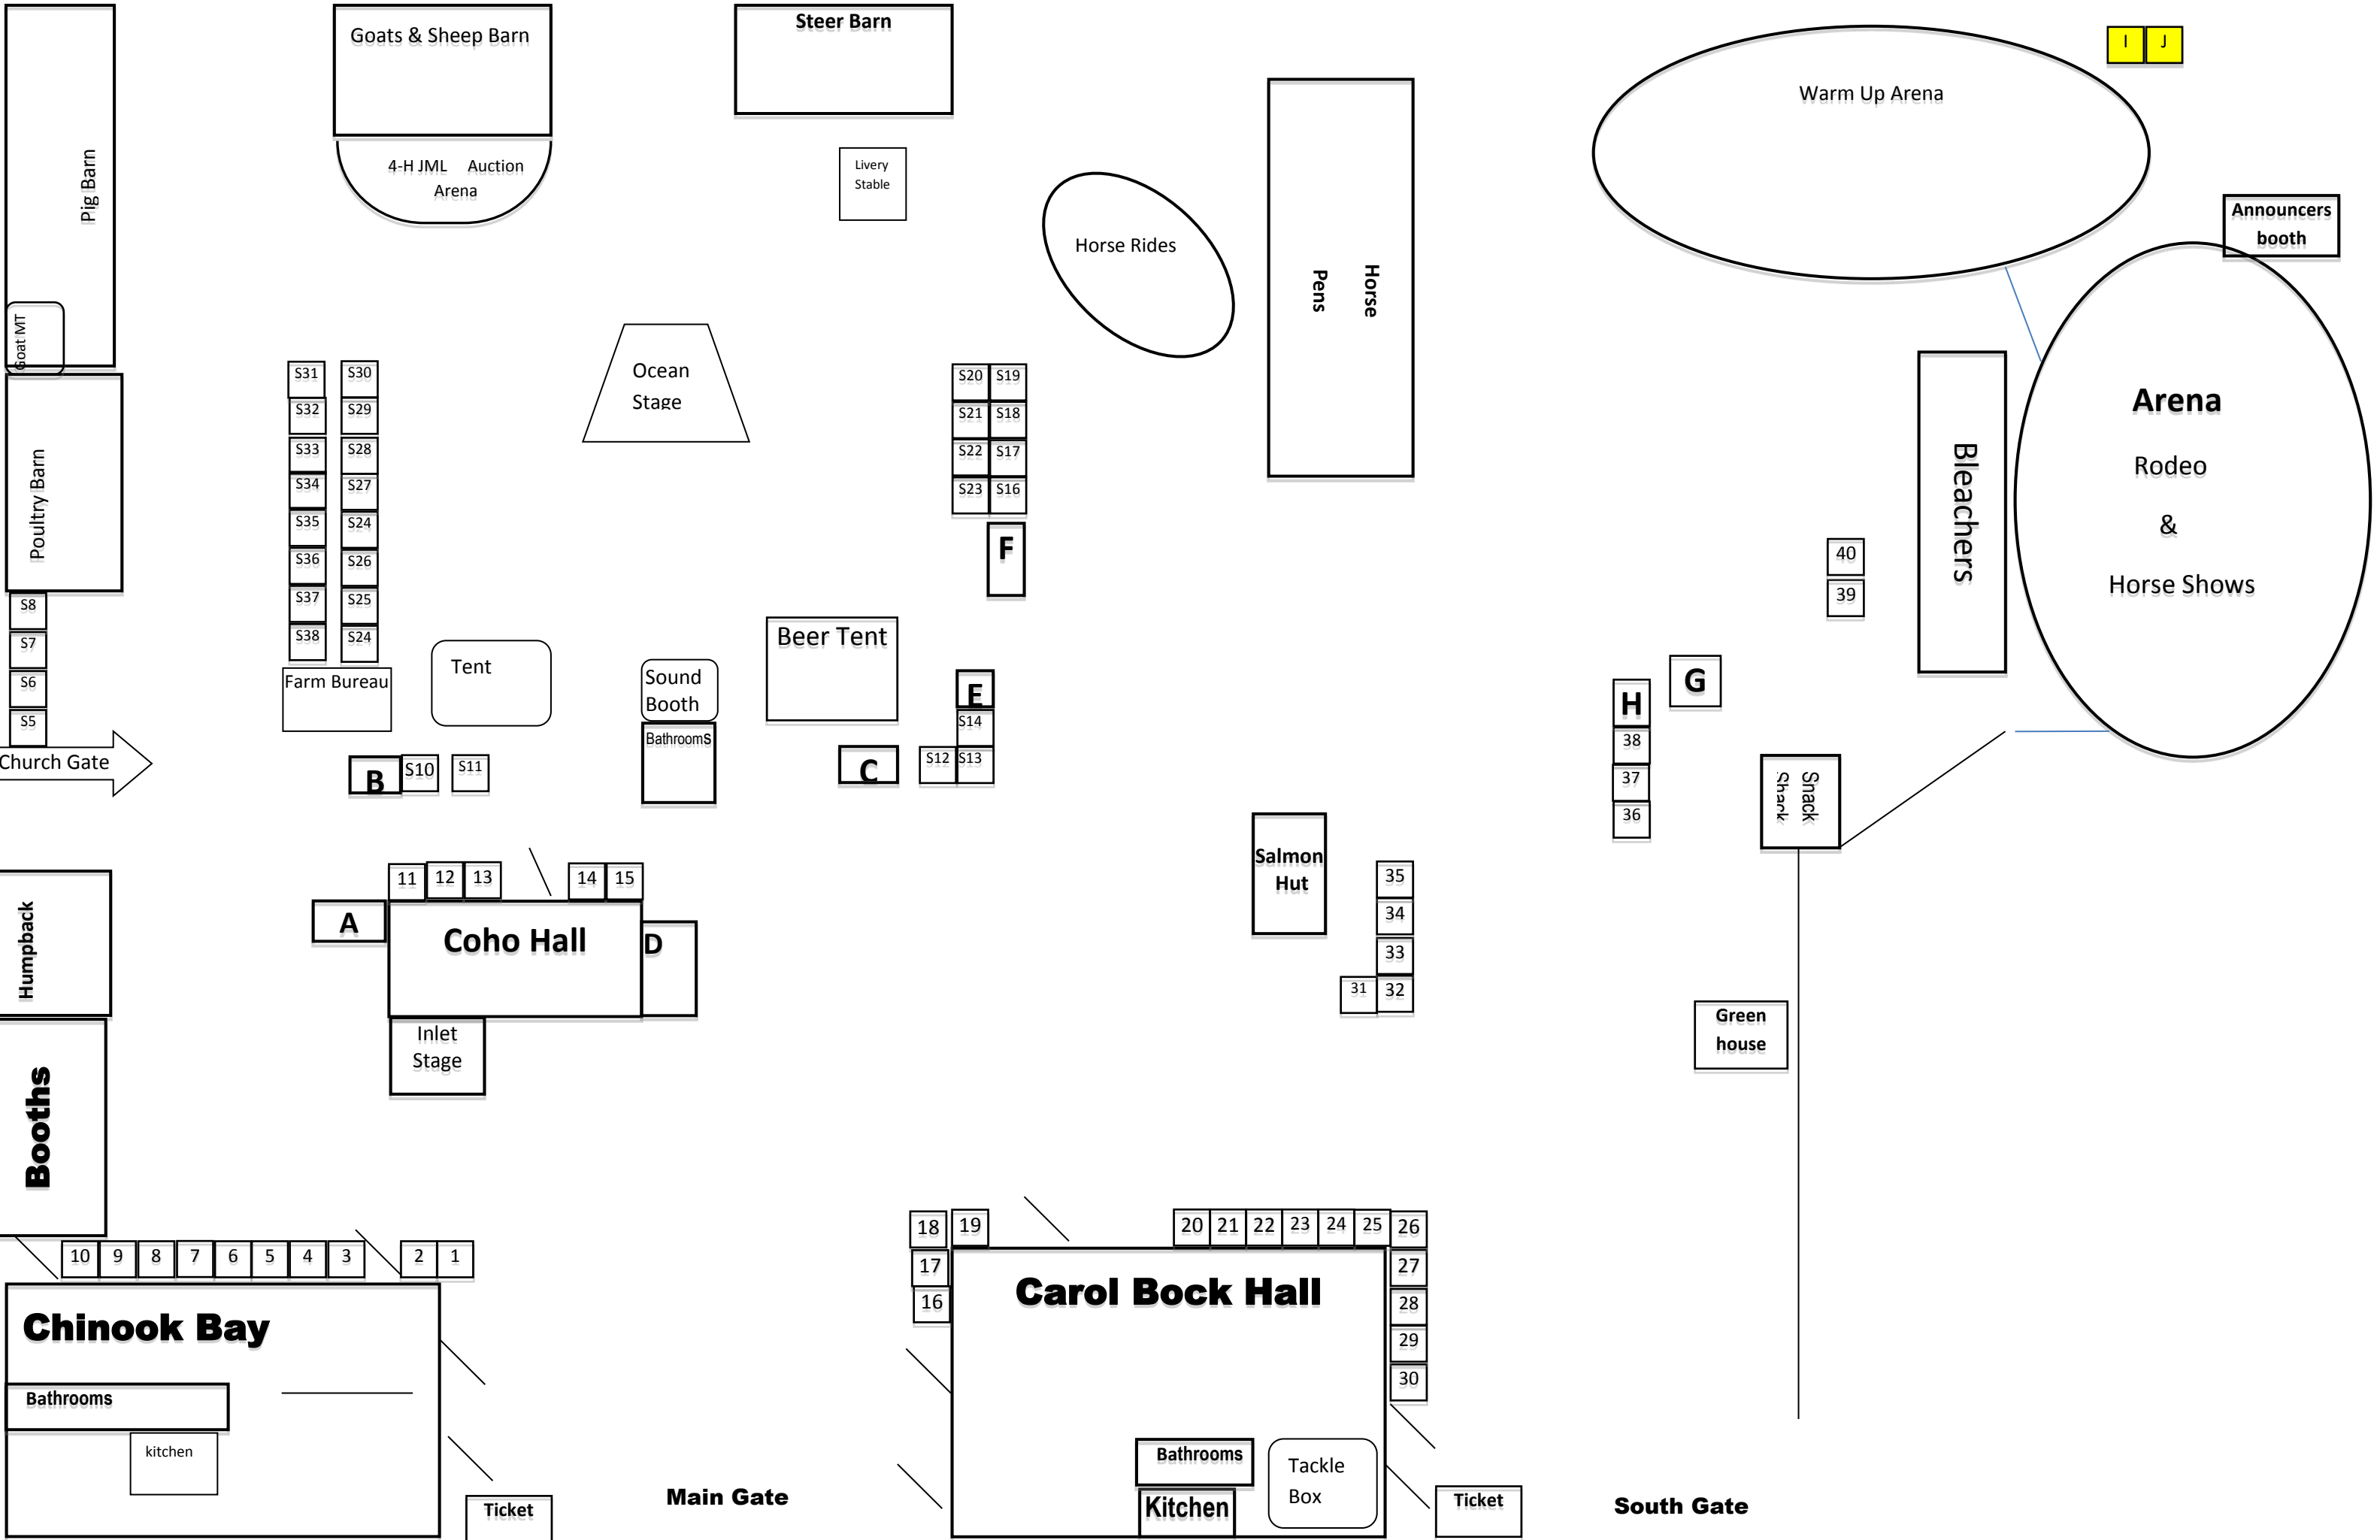 Steer Barn
Goats & Sheep Barn
I
J
Warm Up Arena
Pig Barn
4-H JML Auction
Arena
Livery
Stable
Announcers
booth
Horse Rides
Horse
Pens
Goat MT
Ocean
Stage
S31
S30
S20
S19
S32
S29
S21
S18
Arena
Rodeo
&
Horse Shows
S33
S28
S22
S17
S34
S27
S23
S16
Poultry Barn
Bleachers
S35
S24
S36
S26
F
40
39
S37
S25
S38
S24
S8
S7
S6
S5
Farm Bureau
Tent
Sound
Booth
Beer Tent
E
S14
S12
S13
G
H
38
37
36
Bathrooms
Church Gate
B
S10
S11
C
Snack
Shack
Salmon
Hut
11
12
13
14
15
35
34
33
31
32
A
Coho Hall
D
Humpback
Inlet
Stage
Green
house
Booths
18
19
20
21
22
23
24
25
26
10
9
8
7
6
5
4
3
2
1
17
27
16
28
29
30
Carol Bock Hall
Chinook Bay
Bathrooms
kitchen
Bathrooms
Kitchen
Tackle
Box
Ticket
Main Gate
Ticket
South Gate